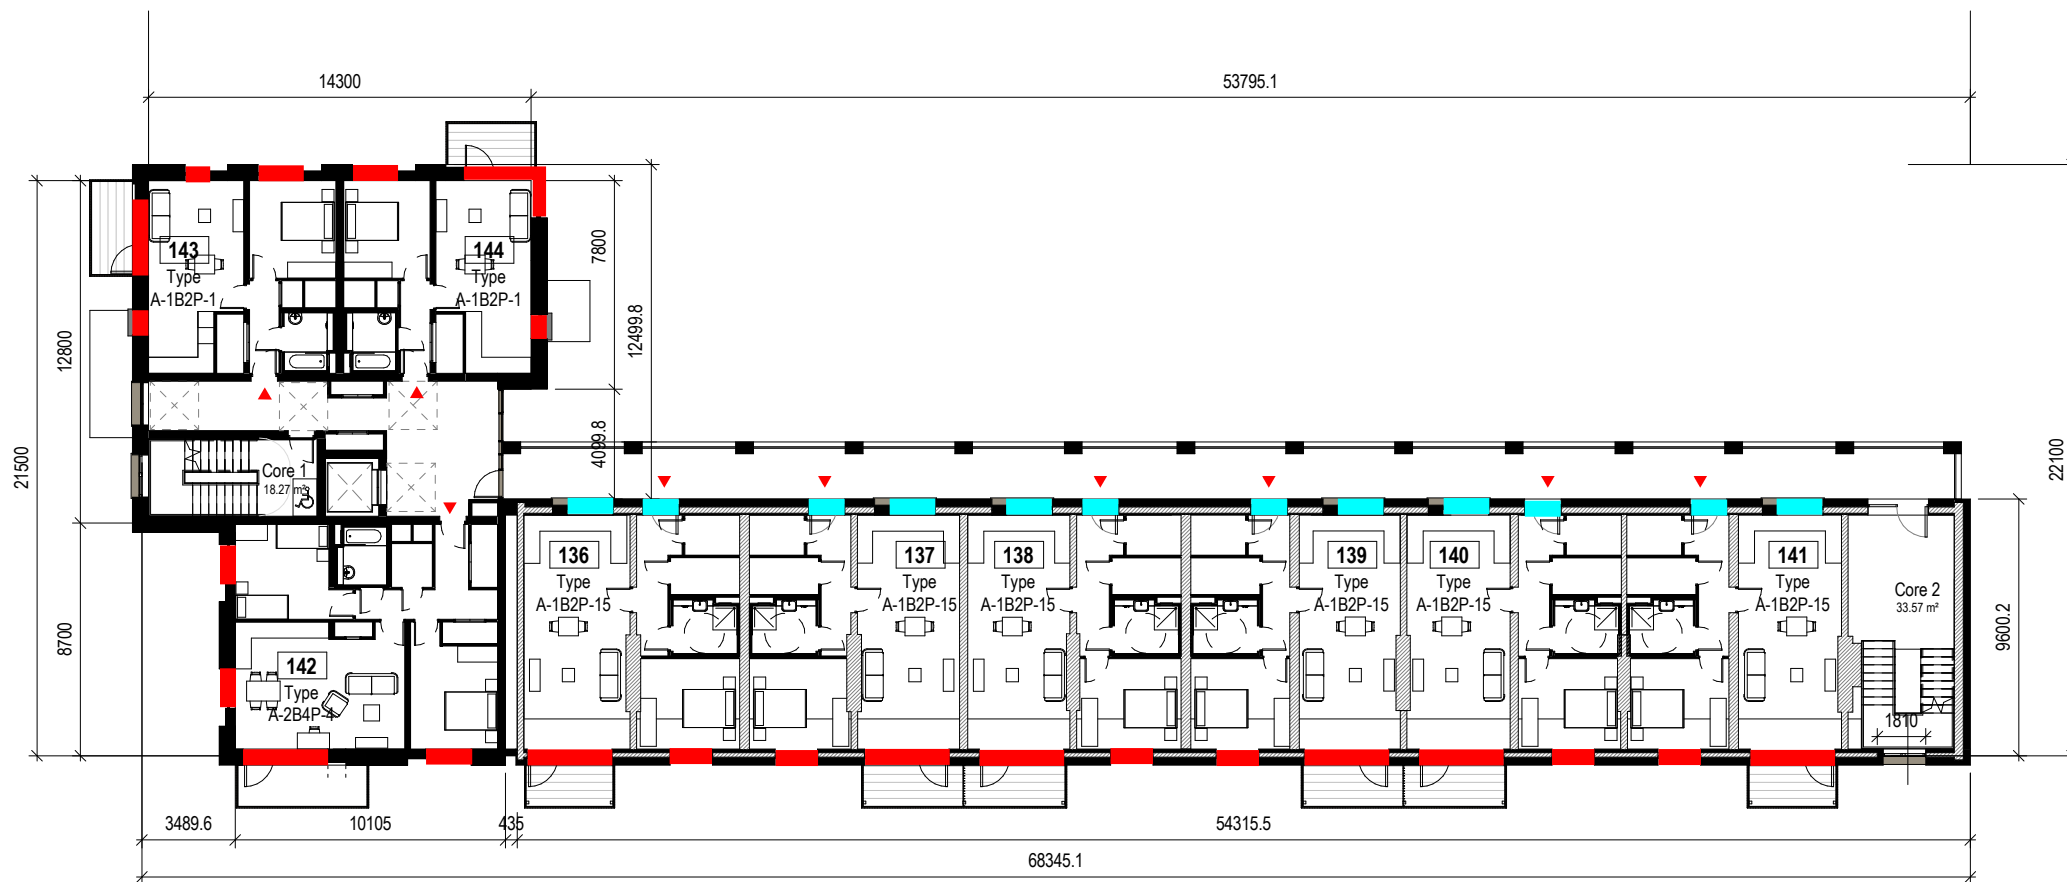 14300
53795.1
143
Type
A-1B2P-1
144
Type
A-1B2P-1
7800
12499.8
12800
4099.8
21500
22100
Core 1
18.27 m²
136
Type
A-1B2P-15
137
Type
A-1B2P-15
138
Type
A-1B2P-15
139
Type
A-1B2P-15
140
Type
A-1B2P-15
141
Type
A-1B2P-15
Core 2
33.57 m²
9600.2
8700
142
Type
A-2B4P-4
1810
3489.6
10105
435
54315.5
68345.1